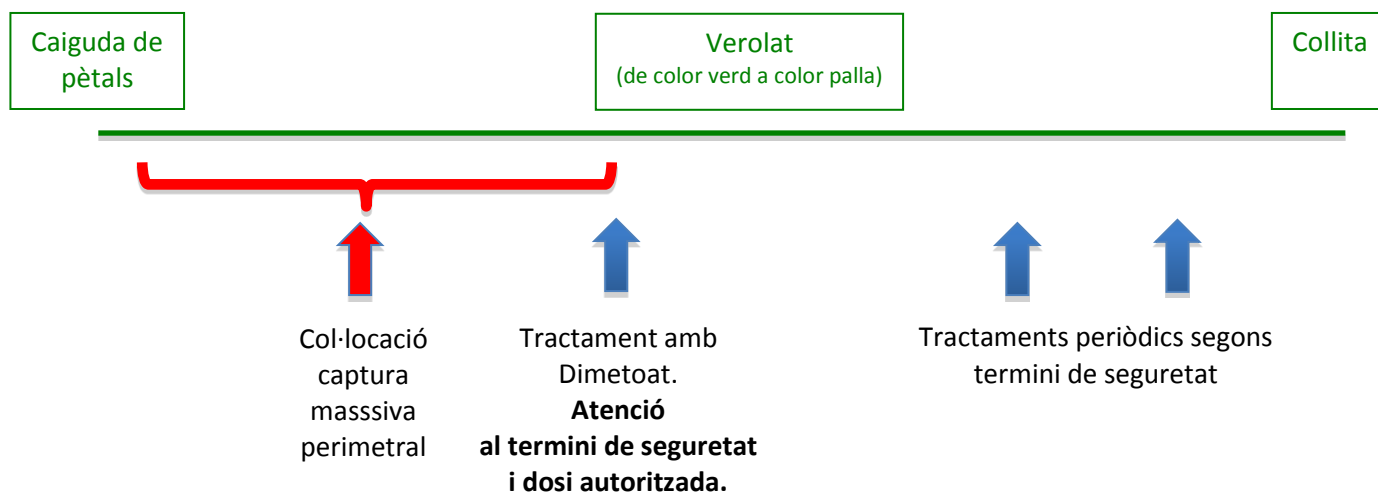 Caiguda de
pètals
Verolat
(de color verd a color palla)
Collita
Col·locació
captura
masssiva
perimetral
Tractament amb
Dimetoat.
Atenció
al termini de seguretat
i dosi autoritzada.
Tractaments periòdics segons
termini de seguretat